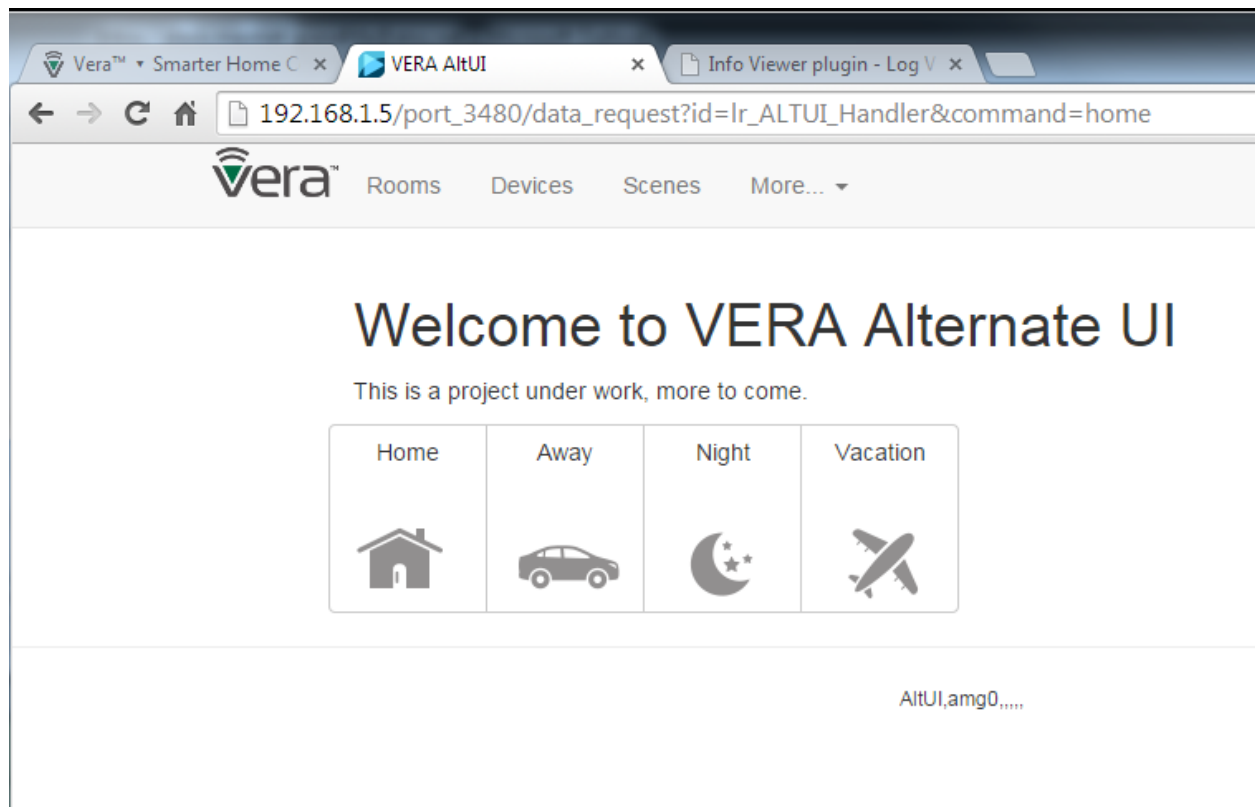 Vera™ ▾ Smarter Home C
VERA AltUI
Info Viewer plugin - Log V
192.168.1.5/port_3480/data_request?id=lr_ALTUI_Handler&command=home
vera™ Rooms Devices Scenes More...
Welcome to VERA Alternate UI
This is a project under work, more to come.
Home Away Night Vacation
AltUI,amg0,,,,,